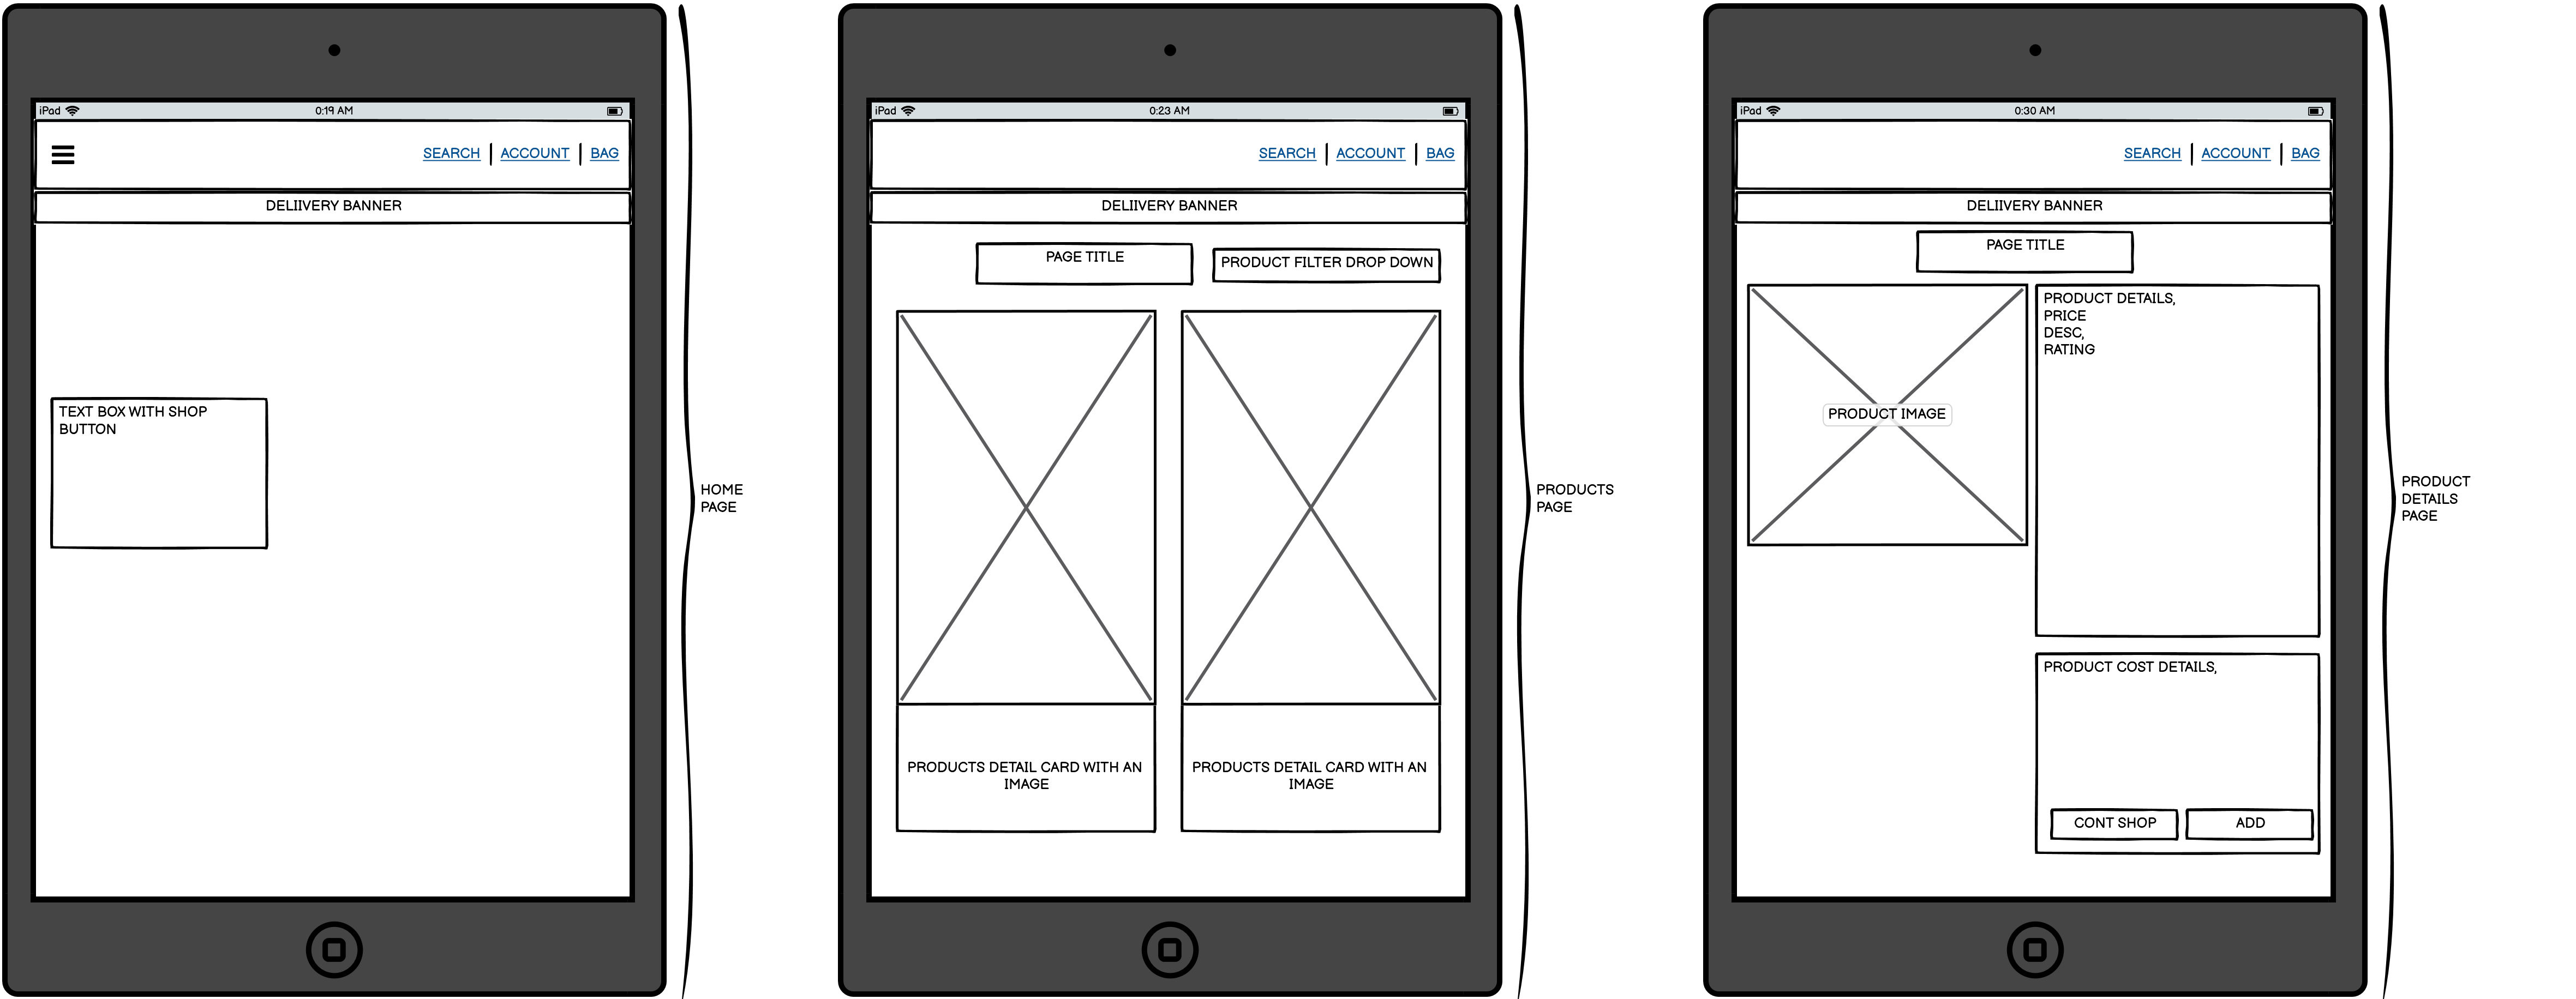 iPad 0:19 AM
SEARCH | ACCOUNT | BAG
DELIIVERY BANNER
TEXT BOX WITH SHOP
BUTTON
HOME
PAGE
iPad 0:23 AM
SEARCH | ACCOUNT | BAG
DELIIVERY BANNER
PAGE TITLE
PRODUCT FILTER DROP DOWN
PRODUCTS DETAIL CARD WITH AN
IMAGE
PRODUCTS DETAIL CARD WITH AN
IMAGE
PRODUCTS
PAGE
iPad 0:30 AM
SEARCH | ACCOUNT | BAG
DELIIVERY BANNER
PAGE TITLE
PRODUCT IMAGE
PRODUCT DETAILS,
PRICE
DESC,
RATING
PRODUCT COST DETAILS,
CONT SHOP
ADD
PRODUCT
DETAILS
PAGE